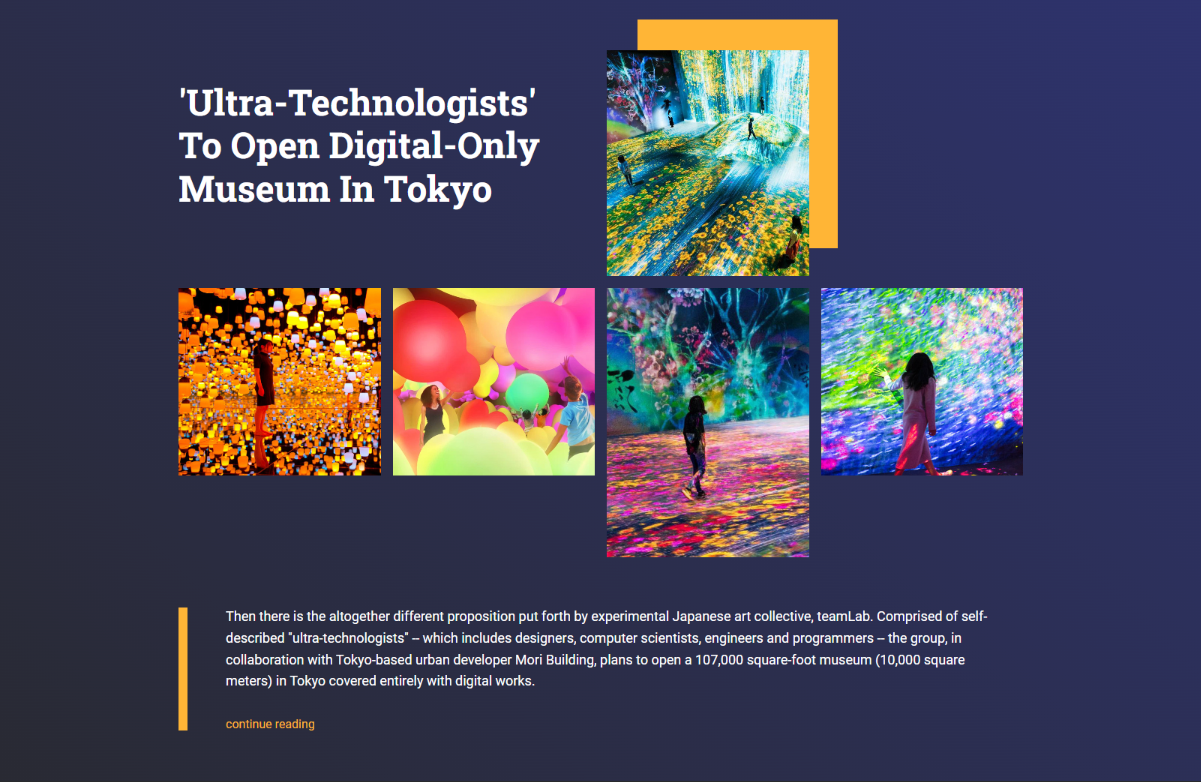 'Ultra-Technologists'
To Open Digital-Only
Museum In Tokyo
Then there is the altogether different proposition put forth by experimental Japanese art collective, teamLab. Comprised of self-
described "ultra-technologists" -- which includes designers, computer scientists, engineers and programmers -- the group, in
collaboration with Tokyo-based urban developer Mori Building, plans to open a 107,000 square-foot museum (10,000 square
meters) in Tokyo covered entirely with digital works.
continue reading